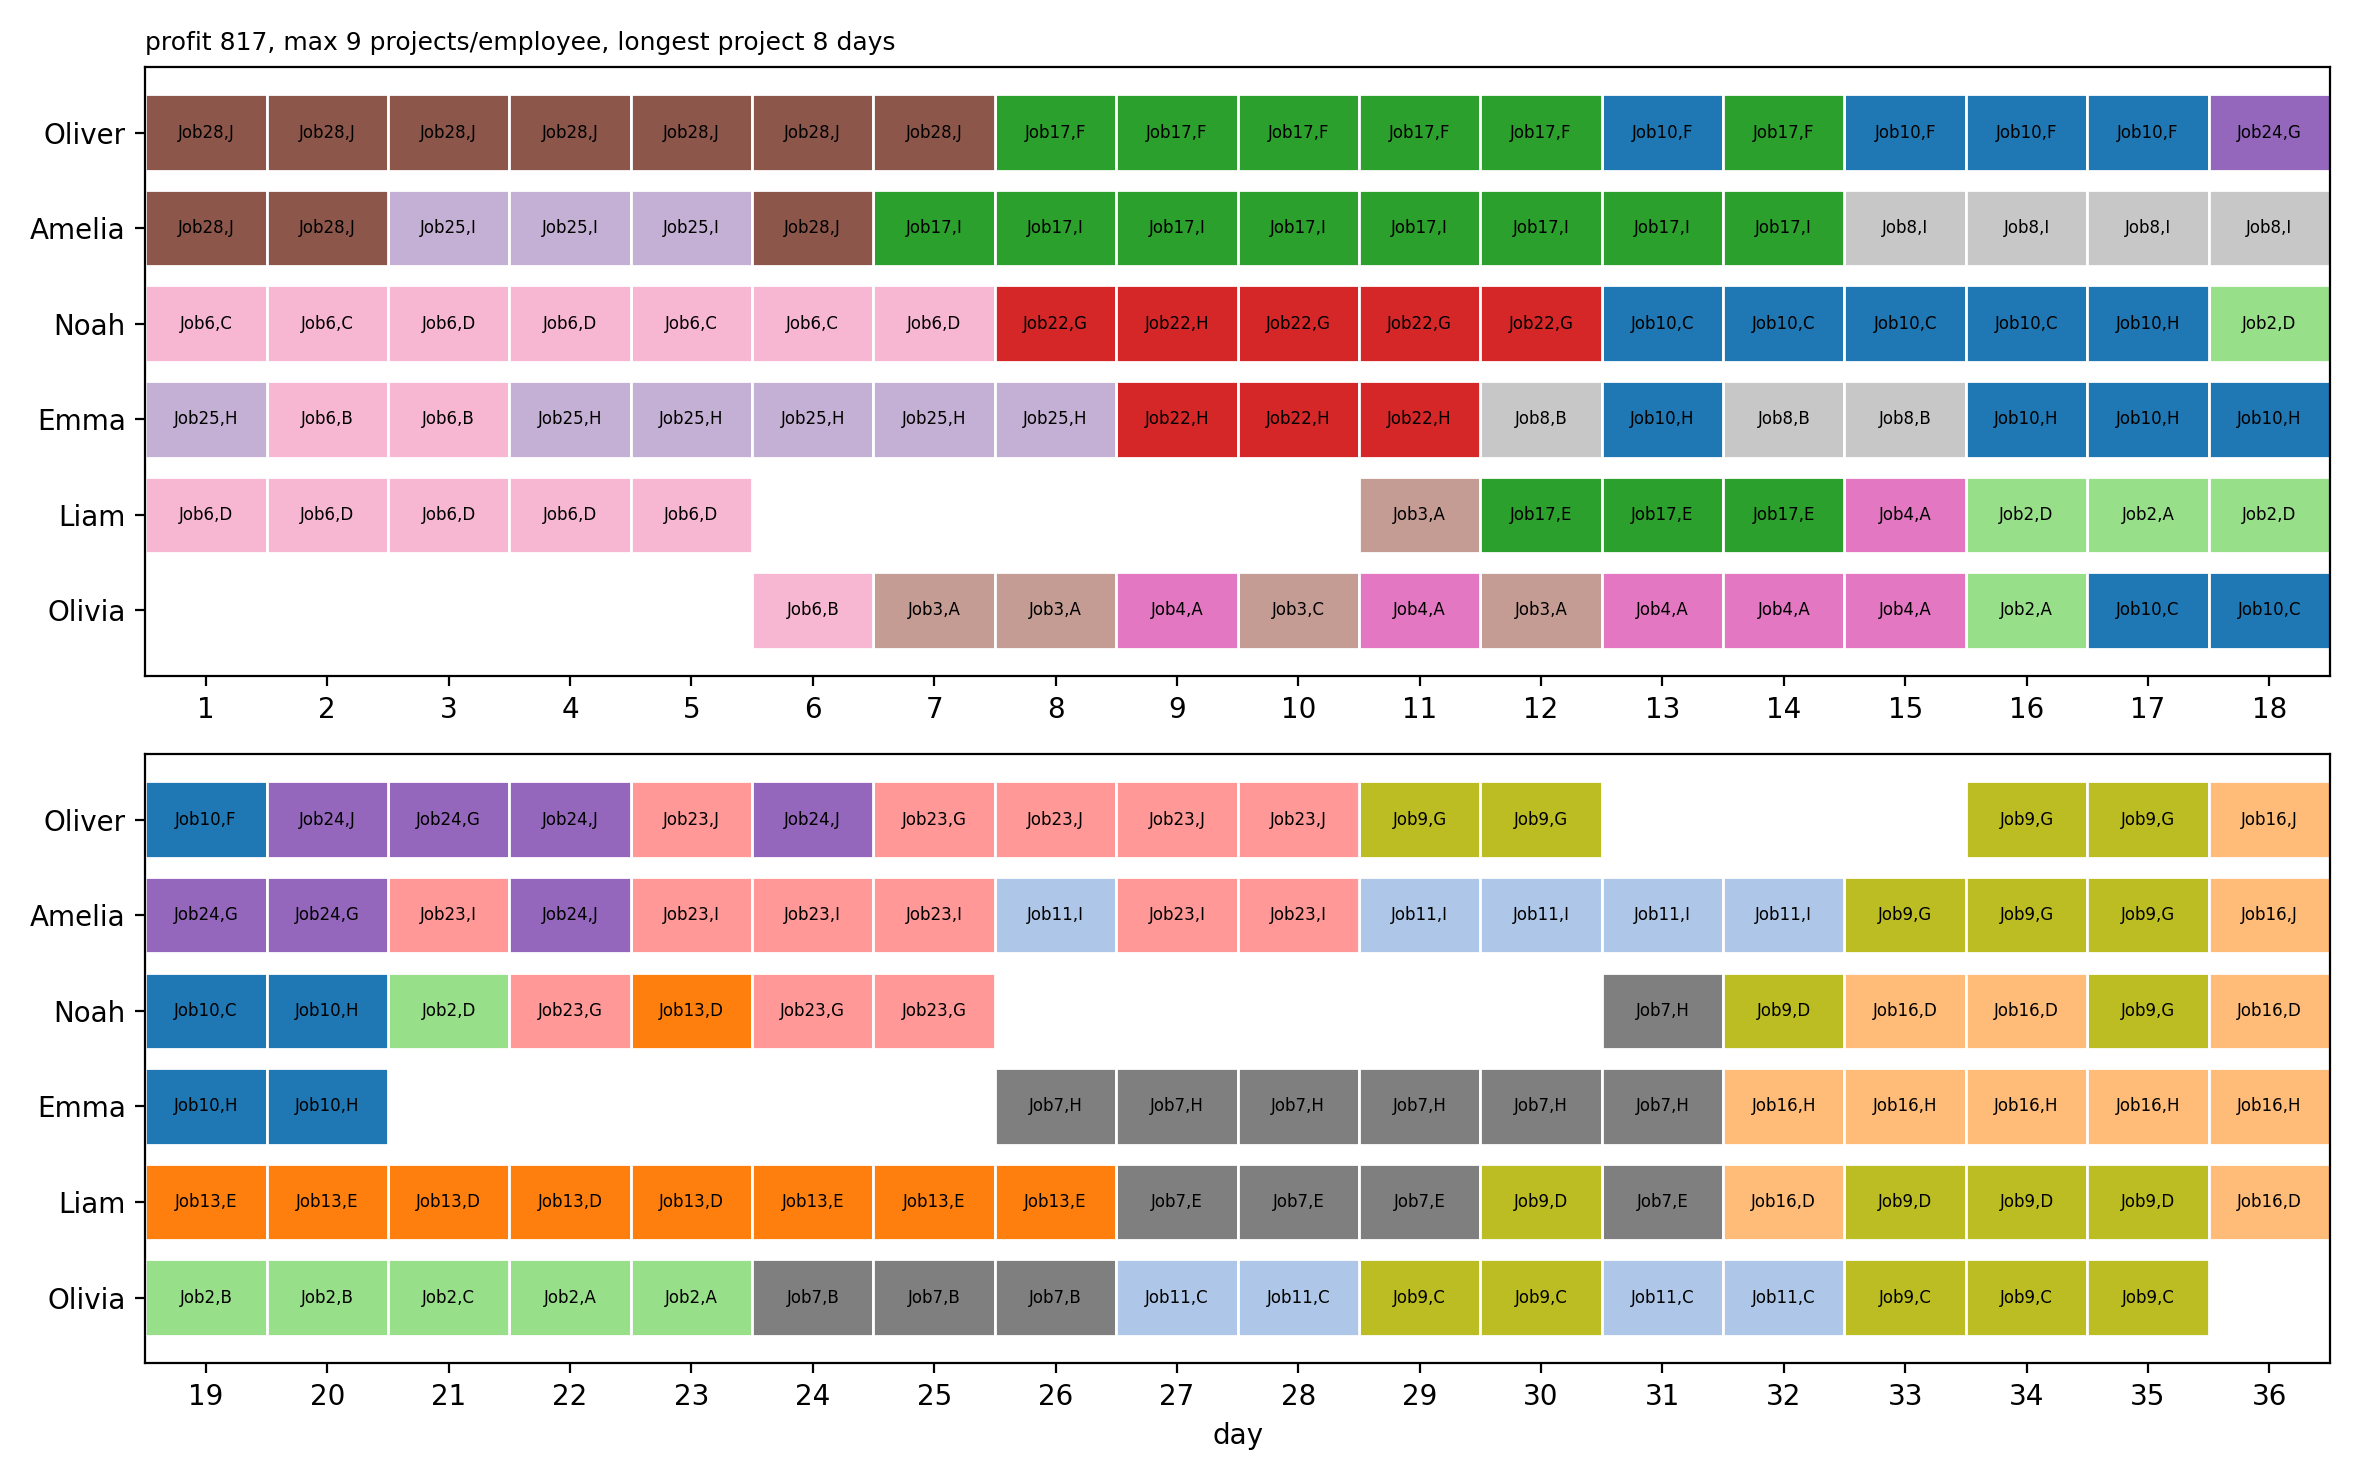 profit 817, max 9 projects/employee, longest project 8 days
Oliver Job28,J Job28,J Job28,J Job28,J Job28,J Job28,J Job28,J Job17,F Job17,F Job17,F Job17,F Job17,F Job10,F Job17,F Job10,F Job10,F Job10,F Job24,G
Amelia Job28,J Job28,J Job25,I Job25,I Job25,I Job28,J Job17,I Job17,I Job17,I Job17,I Job17,I Job17,I Job17,I Job17,I Job8,I Job8,I Job8,I Job8,I
Noah Job6,C Job6,C Job6,D Job6,D Job6,C Job6,C Job6,D Job22,G Job22,H Job22,G Job22,G Job22,G Job10,C Job10,C Job10,C Job10,C Job10,H Job2,D
Emma Job25,H Job6,B Job6,B Job25,H Job25,H Job25,H Job25,H Job25,H Job22,H Job22,H Job22,H Job8,B Job10,H Job8,B Job8,B Job10,H Job10,H Job10,H
Liam Job6,D Job6,D Job6,D Job6,D Job6,D Job3,A Job17,E Job17,E Job17,E Job4,A Job2,D Job2,A Job2,D
Olivia Job6,B Job3,A Job3,A Job4,A Job3,C Job4,A Job3,A Job4,A Job4,A Job4,A Job2,A Job10,C Job10,C
1 2 3 4 5 6 7 8 9 10 11 12 13 14 15 16 17 18
Oliver Job10,F Job24,J Job24,G Job24,J Job23,J Job24,J Job23,G Job23,J Job23,J Job23,J Job9,G Job9,G Job9,G Job9,G Job16,J
Amelia Job24,G Job24,G Job23,I Job24,J Job23,I Job23,I Job23,I Job11,I Job23,I Job23,I Job11,I Job11,I Job11,I Job11,I Job9,G Job9,G Job9,G Job16,J
Noah Job10,C Job10,H Job2,D Job23,G Job13,D Job23,G Job23,G Job7,H Job9,D Job16,D Job16,D Job9,G Job16,D
Emma Job10,H Job10,H Job7,H Job7,H Job7,H Job7,H Job7,H Job7,H Job16,H Job16,H Job16,H Job16,H Job16,H
Liam Job13,E Job13,E Job13,D Job13,D Job13,D Job13,E Job13,E Job13,E Job7,E Job7,E Job7,E Job9,D Job7,E Job16,D Job9,D Job9,D Job9,D Job16,D
Olivia Job2,B Job2,B Job2,C Job2,A Job2,A Job7,B Job7,B Job7,B Job11,C Job11,C Job9,C Job9,C Job11,C Job11,C Job9,C Job9,C Job9,C
19 20 21 22 23 24 25 26 27 28 29 30 31 32 33 34 35 36
day